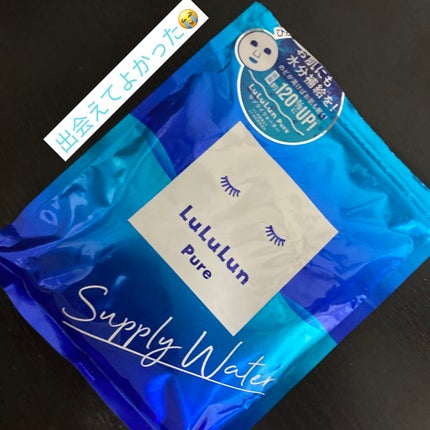 出会えてよかった😭
お肌にも
水分補給を!
120%UP!
LuLuLun Pure
LuLuLun
Pure
Supply Water